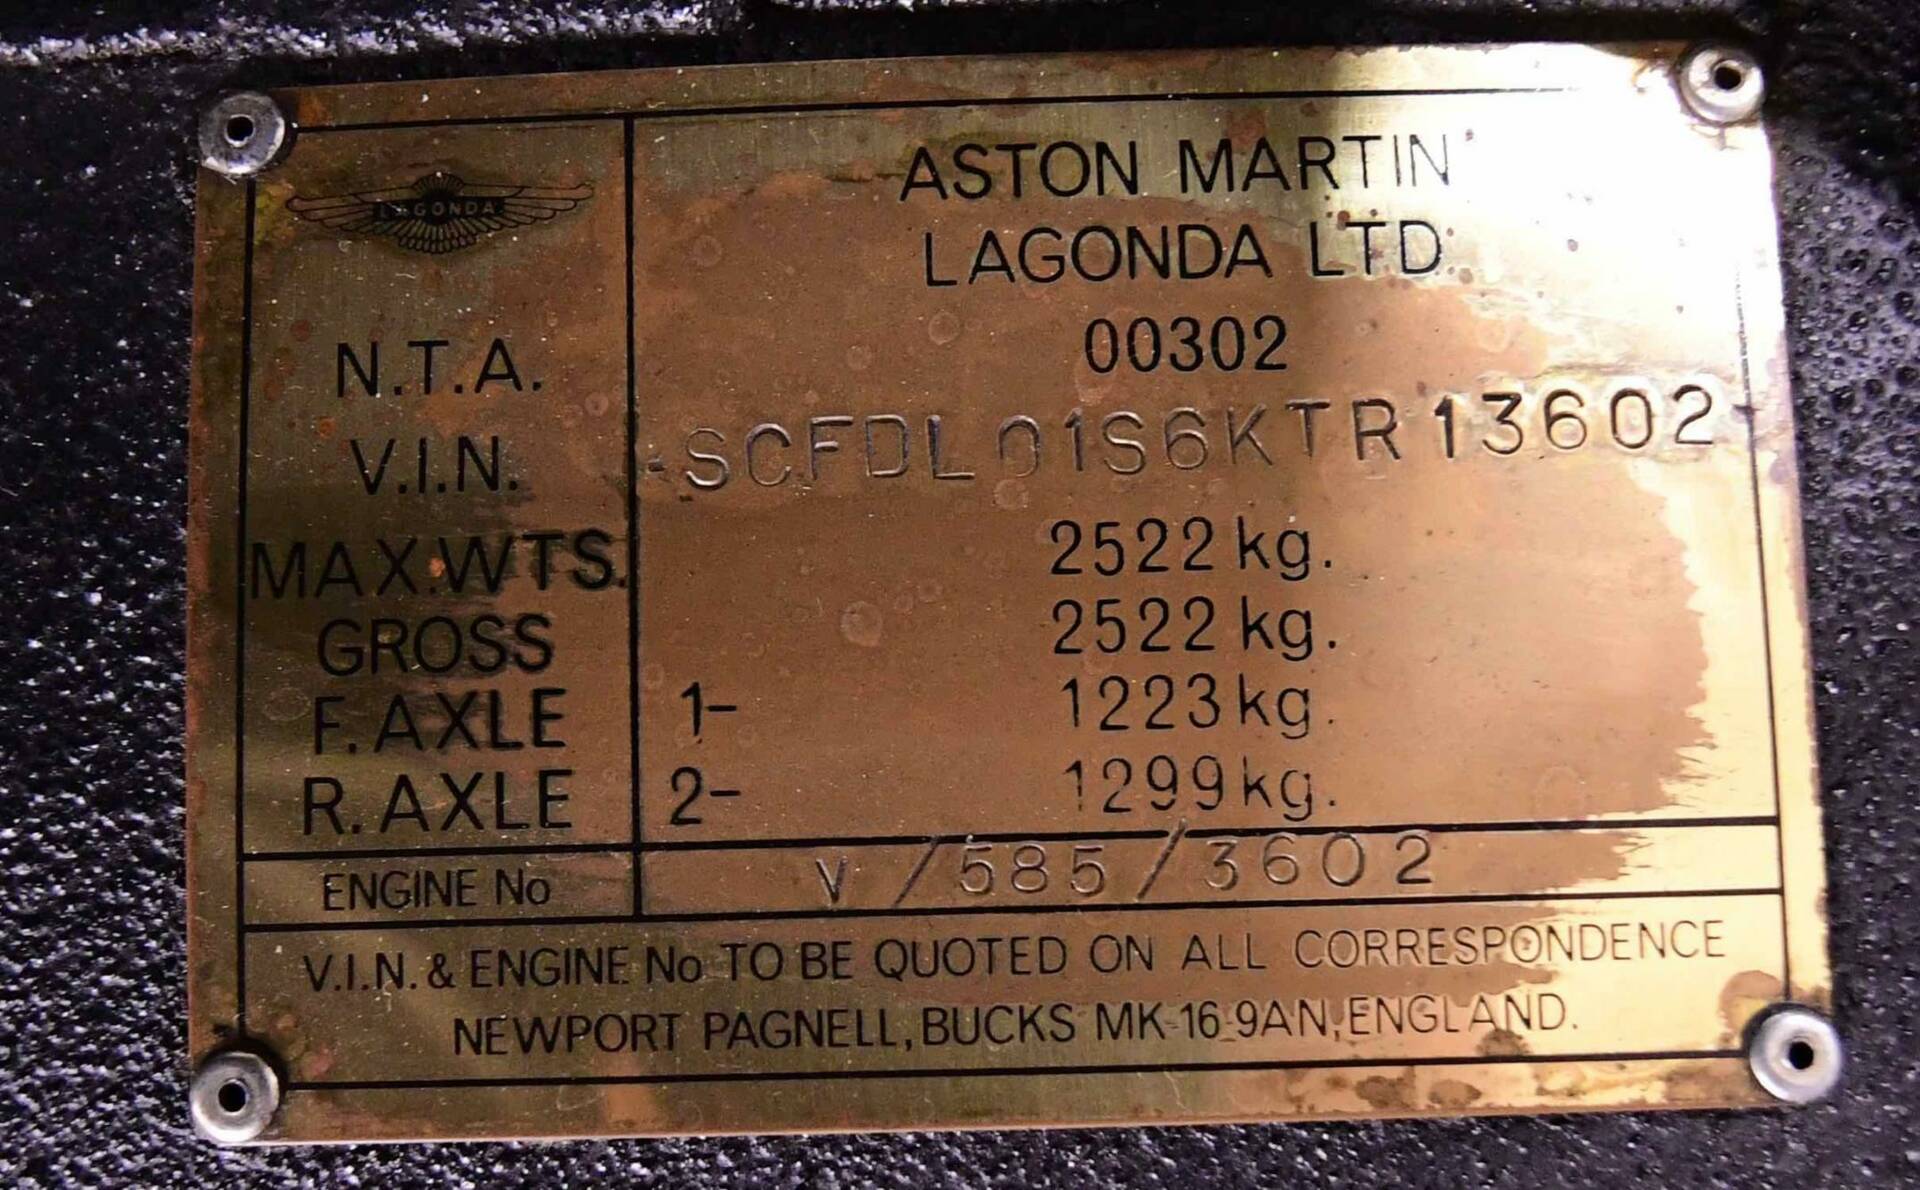 LAGONDA
ASTON MARTIN
LAGONDA LTD
N.T.A. 00302
V.I.N. SCFDL01S6KTR13602
MAX.WTS. 2522 kg.
GROSS 2522 kg.
F. AXLE 1- 1223 kg.
R. AXLE 2- 1299 kg.
ENGINE No V/585/3602
V.I.N. & ENGINE No TO BE QUOTED ON ALL CORRESPONDENCE
NEWPORT PAGNELL, BUCKS MK-16-9AN, ENGLAND.